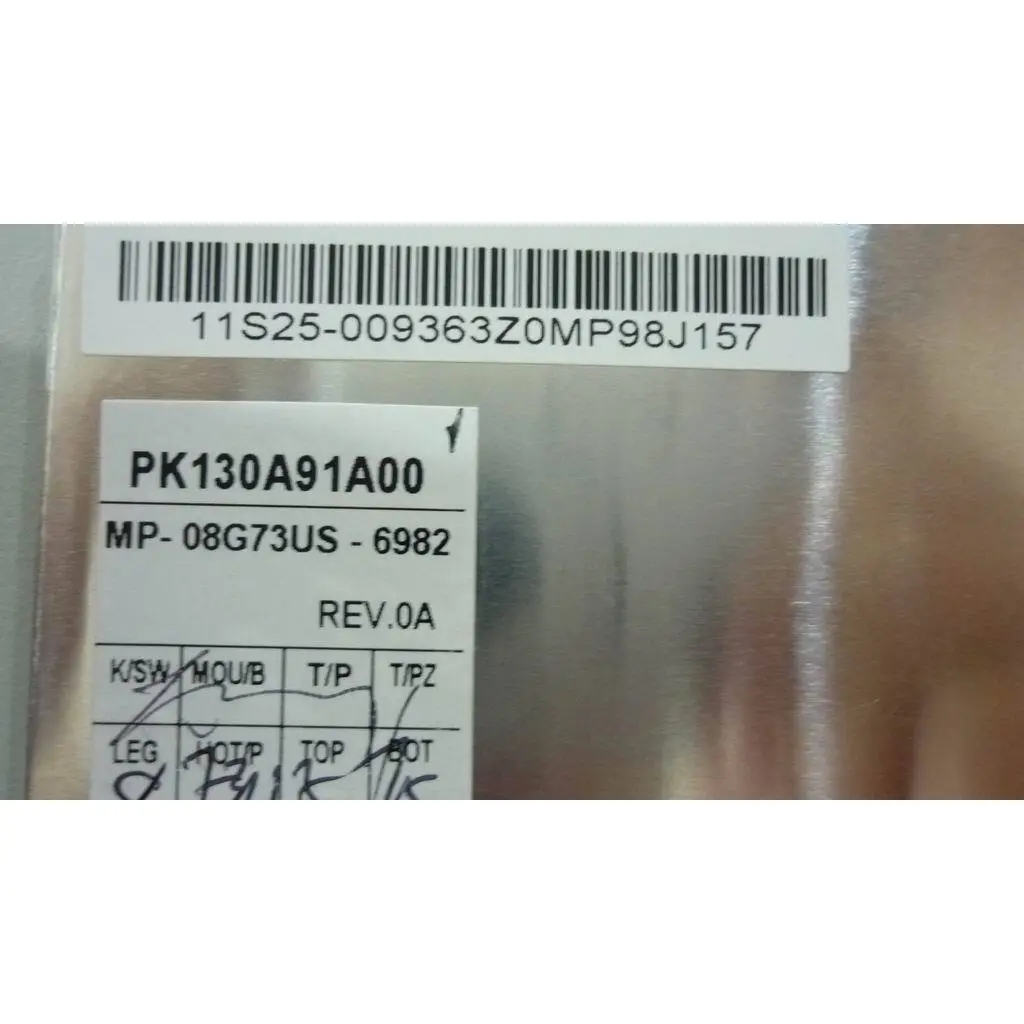 11S25-009363Z0MP98J157
PK130A91A00
MP- 08G73US - 6982
REV.0A
K/SW MOU/B T/P T/PZ
LEG HOT/P TOP BOT